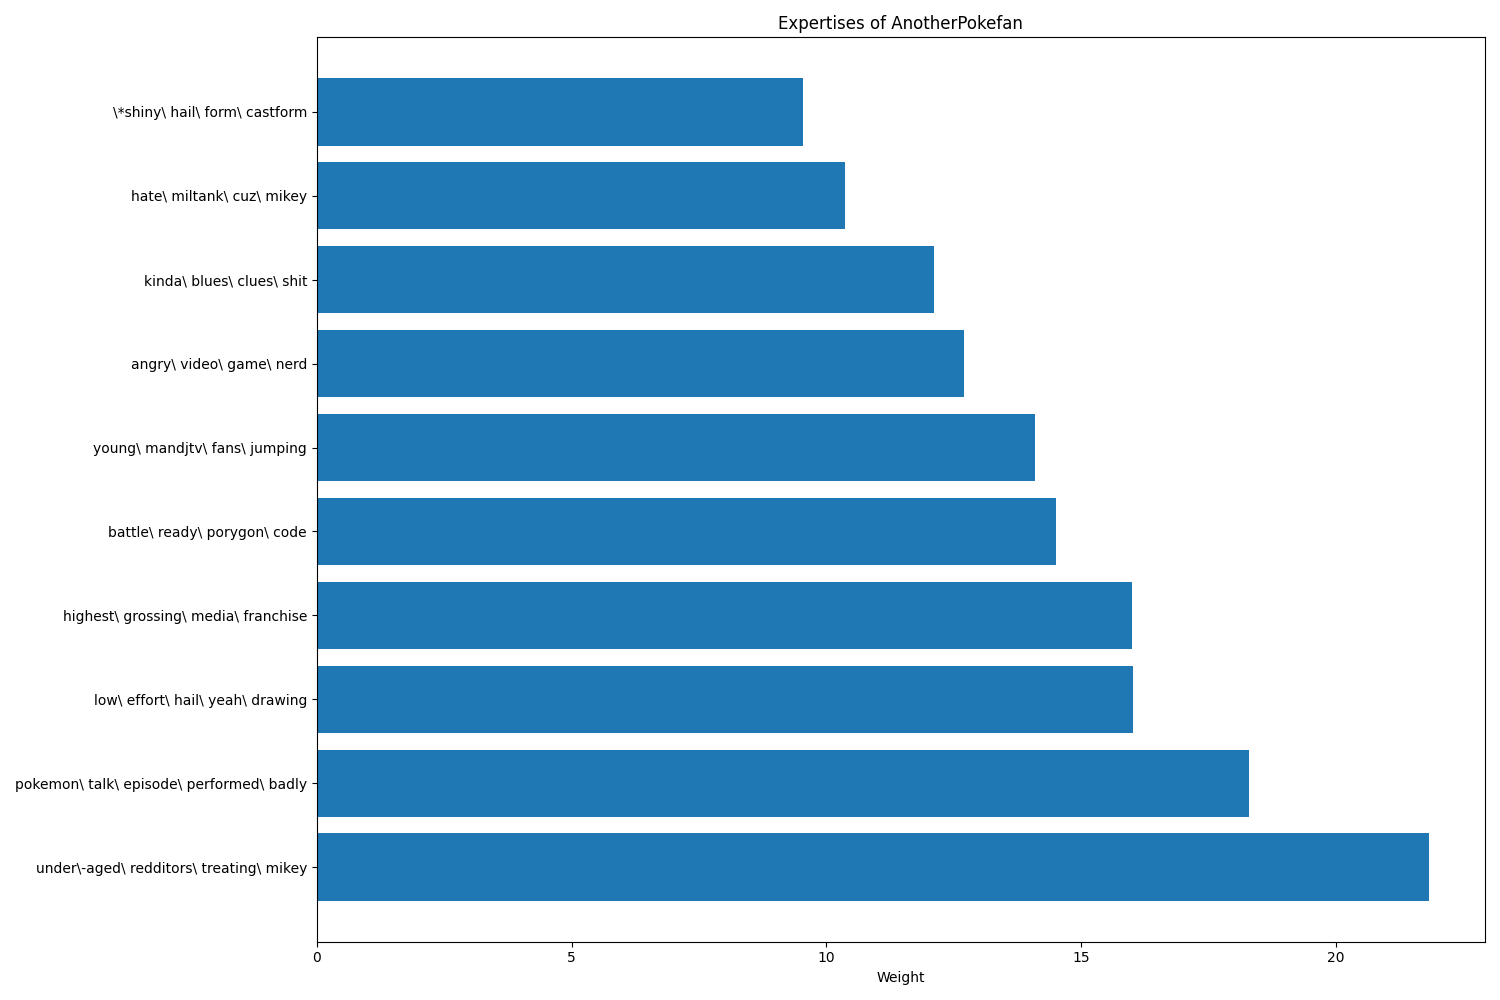 Expertises of AnotherPokefan
\*shiny\ hail\ form\ castform
hate\ miltank\ cuz\ mikey
kinda\ blues\ clues\ shit
angry\ video\ game\ nerd
young\ mandjtv\ fans\ jumping
battle\ ready\ porygon\ code
highest\ grossing\ media\ franchise
low\ effort\ hail\ yeah\ drawing
pokemon\ talk\ episode\ performed\ badly
under\-aged\ redditors\ treating\ mikey
0 5 10 15 20
Weight